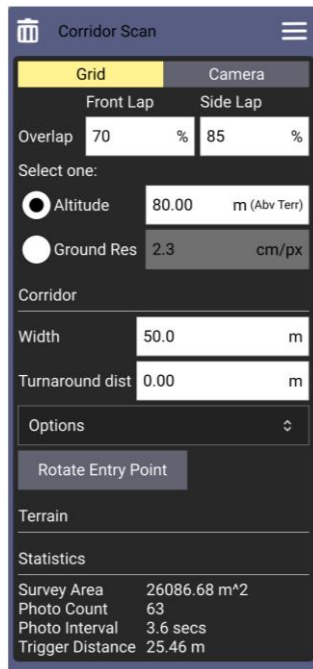 Corridor Scan
Grid Camera
Front Lap Side Lap
Overlap 70 % 85 %
Select one:
Altitude 80.00 m (Abv Terr)
Ground Res 2.3 cm/px
Corridor
Width 50.0 m
Turnaround dist 0.00 m
Options
Rotate Entry Point
Terrain
Statistics
Survey Area 26086.68 m^2
Photo Count 63
Photo Interval 3.6 secs
Trigger Distance 25.46 m